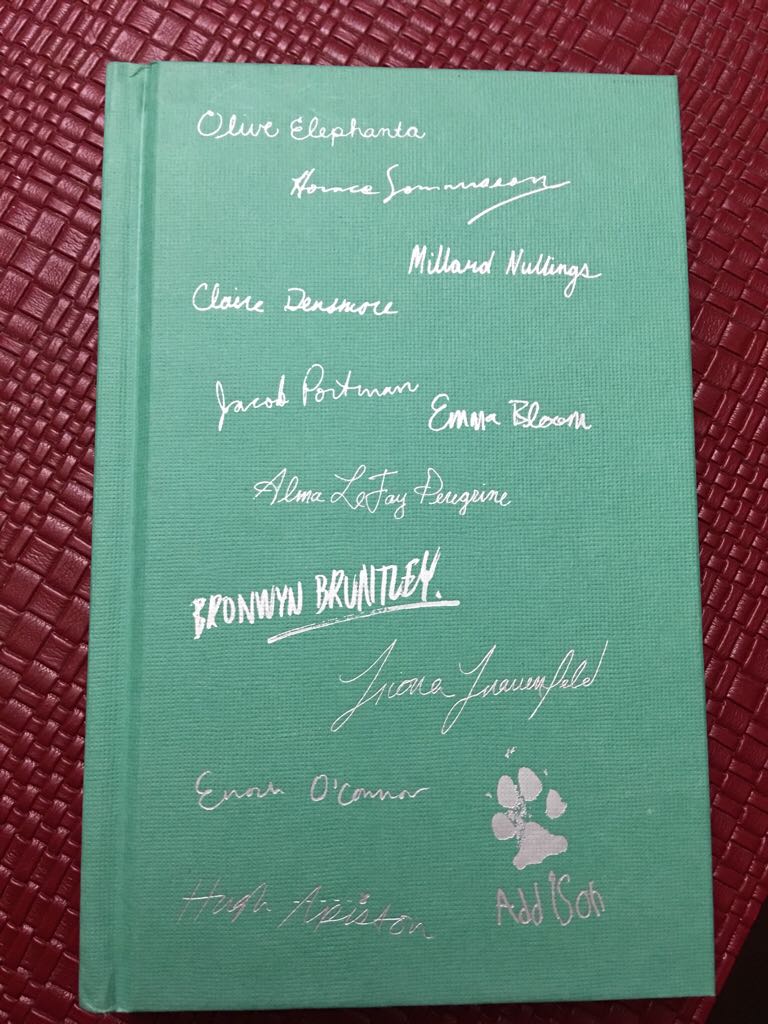 Olive Elephanta
Horace Somnusson
Millard Nullings
Claire Densmore
Jacob Portman
Emma Bloom
Alma LeFay Peregrine
BRONWYN BRUNTLEY.
Fiona Frauenfeld
Enoch O'Connor
Hugh Apiston
Addison